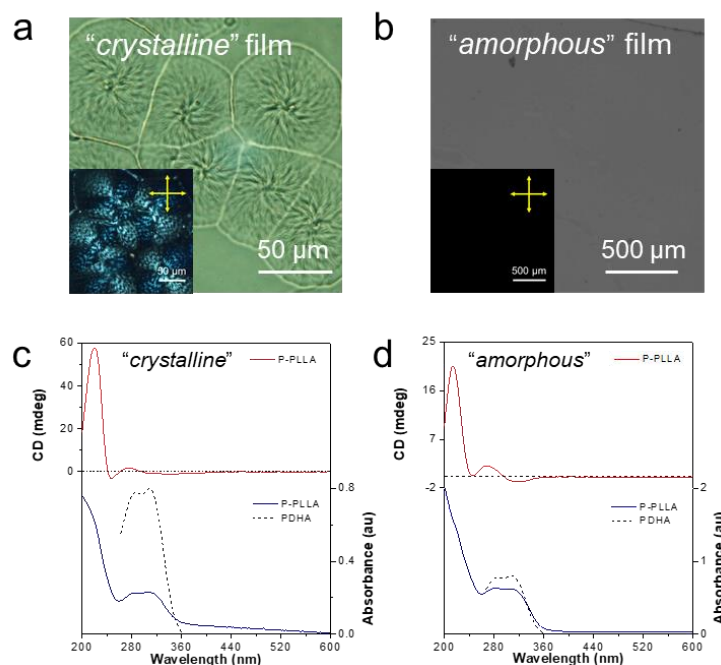 a
"crystalline" film
50 µm
50 µm
b
"amorphous" film
500 µm
500 µm
c
"crystalline"
P-PLLA
60
40
20
0
CD (mdeg)
P-PLLA
PDHA
0.8
0.4
0.0
Absorbance (au)
200 280 360 440 520 600
Wavelength (nm)
d
"amorphous"
P-PLLA
25
16
7
-2
CD (mdeg)
P-PLLA
PDHA
2
1
0
Absorbance (au)
200 280 360 440 520 600
Wavelength (nm)